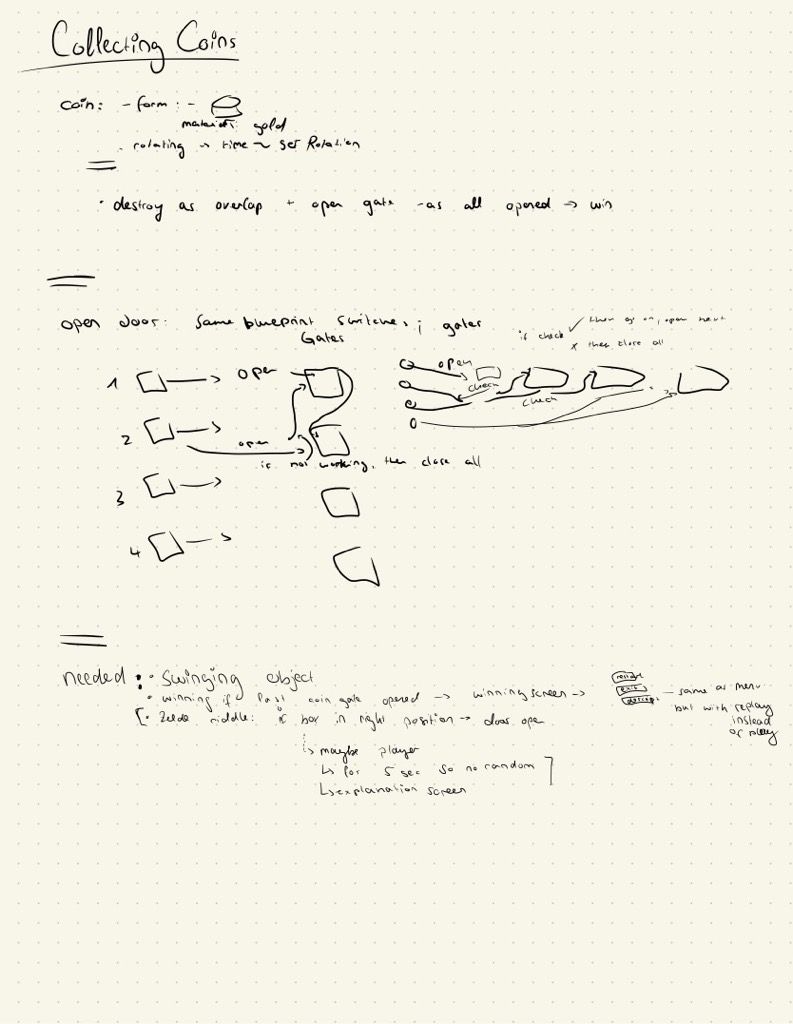 Collecting Coins
coin: - form : -
material: gold
· rotating → time ~ set Rotation
· destroy as overlap + open gate - as all opened → win
open door: same blueprint switches ; gates
Gates
if check ✓ then go on, open next
x then close all
1 → open
open
check
check
2 → open
if not working, then close all
3 →
4 →
needed : · Swinging object
· winning if last coin gate opened → winning screen →
restart
exit
— same as menu
but with replay
instead
of play
[· Zelda riddle: if box in right position → door open
↳ maybe player
↳ for 5 sec so no random ]
↳ explaination screen